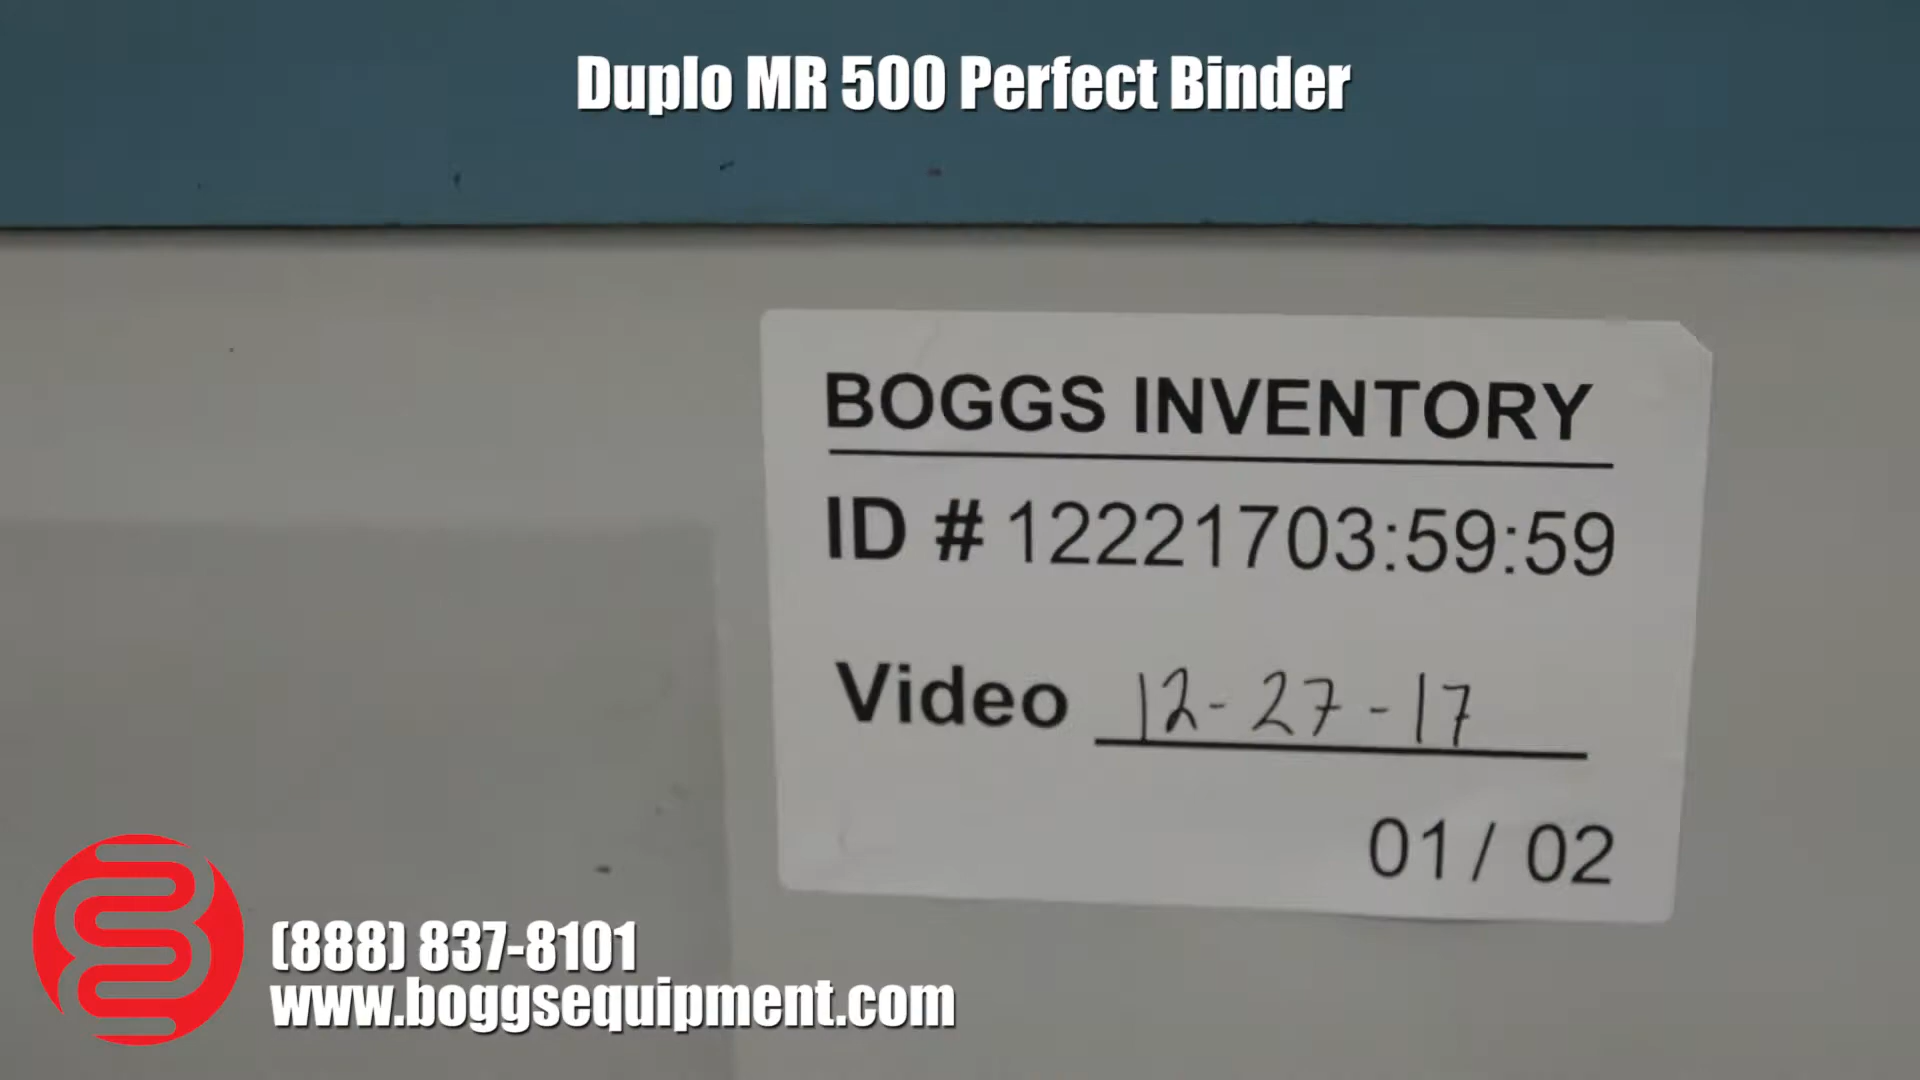 Duplo MR 500 Perfect Binder
BOGGS INVENTORY
ID # 12221703:59:59
Video 12-27-17
01 / 02
(888) 837-8101
www.boggsequipment.com